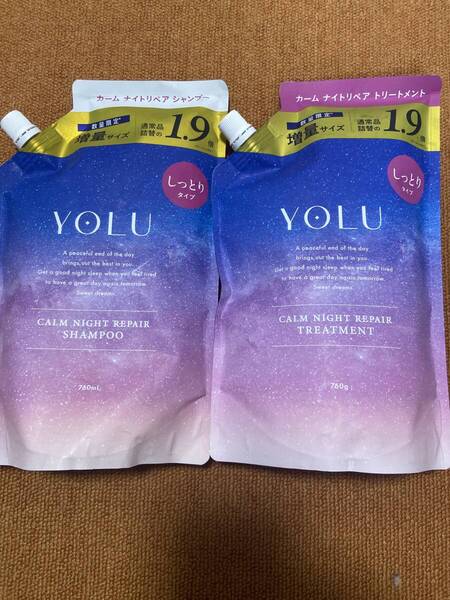 カーム ナイトリペア シャンプー
数量限定
増量サイズ
通常品
詰替の
1.9倍
しっとり
タイプ
YOLU
A peaceful end of the day
brings out the best in you.
Get a good night sleep when you feel tired
to have a great day again tomorrow.
Sweet dreams.
CALM NIGHT REPAIR
SHAMPOO
760mL
カーム ナイトリペア トリートメント
数量限定
増量サイズ
通常品
詰替の
1.9
しっとり
タイプ
YOLU
A peaceful end of the day
brings out the best in you.
Get a good night sleep when you feel tired
to have a great day again tomorrow.
Sweet dreams.
CALM NIGHT REPAIR
TREATMENT
760g